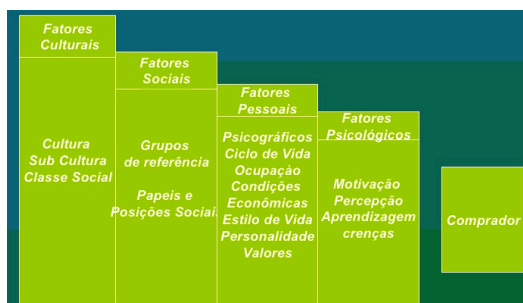 Fatores
Culturais
Cultura
Sub Cultura
Classe Social
Fatores
Sociais
Grupos
de referência
Papeis e
Posições Sociais
Fatores
Pessoais
Psicográficos
Ciclo de Vida
Ocupaçào
Condições
Econômicas
Estilo de Vida
Personalidade
Valores
Fatores
Psicológicos
Motivação
Percepção
Aprendizagem
crenças
Comprador